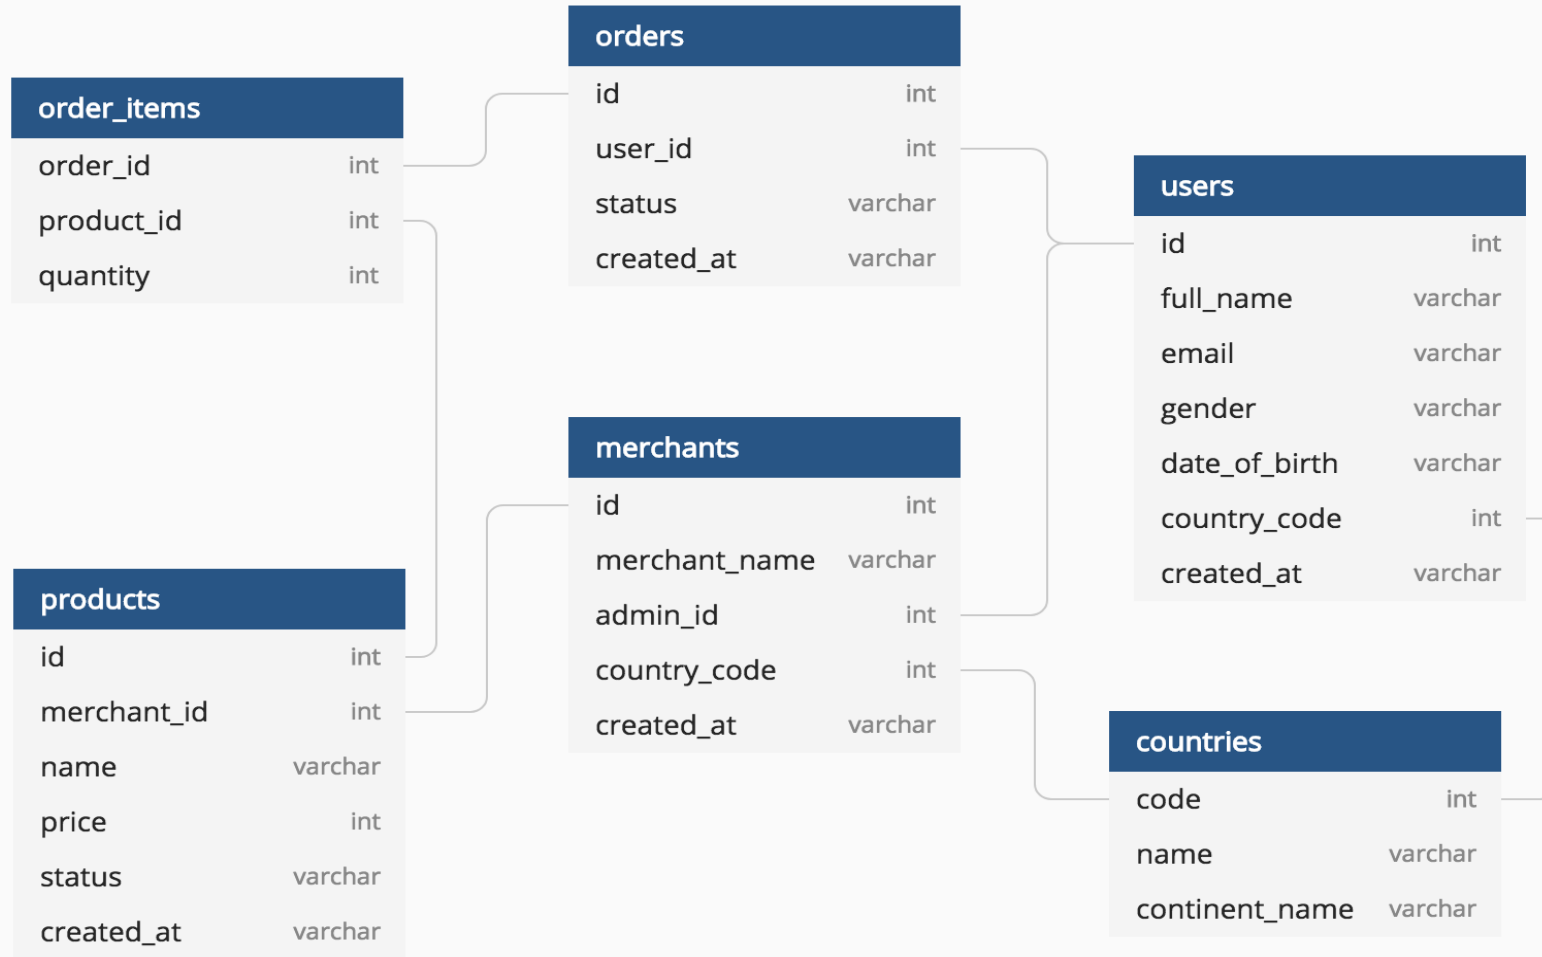 orders
id int
user_id int
status varchar
created_at varchar
order_items
order_id int
product_id int
quantity int
users
id int
full_name varchar
email varchar
gender varchar
date_of_birth varchar
country_code int
created_at varchar
merchants
id int
merchant_name varchar
admin_id int
country_code int
created_at varchar
products
id int
merchant_id int
name varchar
price int
status varchar
created_at varchar
countries
code int
name varchar
continent_name varchar